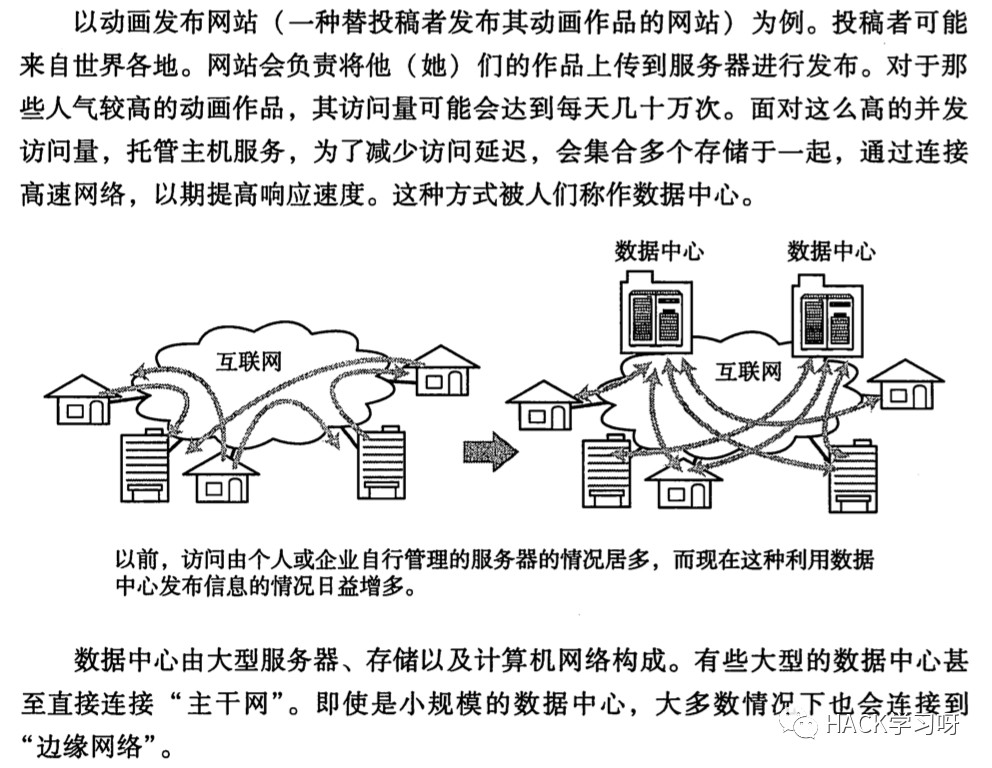 以动画发布网站（一种替投稿者发布其动画作品的网站）为例。投稿者可能
来自世界各地。网站会负责将他（她）们的作品上传到服务器进行发布。对于那
些人气较高的动画作品，其访问量可能会达到每天几十万次。面对这么高的并发
访问量，托管主机服务，为了减少访问延迟，会集合多个存储于一起，通过连接
高速网络，以期提高响应速度。这种方式被人们称作数据中心。
数据中心
数据中心
互联网
互联网
以前，访问由个人或企业自行管理的服务器的情况居多，而现在这种利用数据
中心发布信息的情况日益增多。
数据中心由大型服务器、存储以及计算机网络构成。有些大型的数据中心甚
至直接连接“主干网”。即使是小规模的数据中心，大多数情况下也会连接到
“边缘网络”。
HACK学习呀